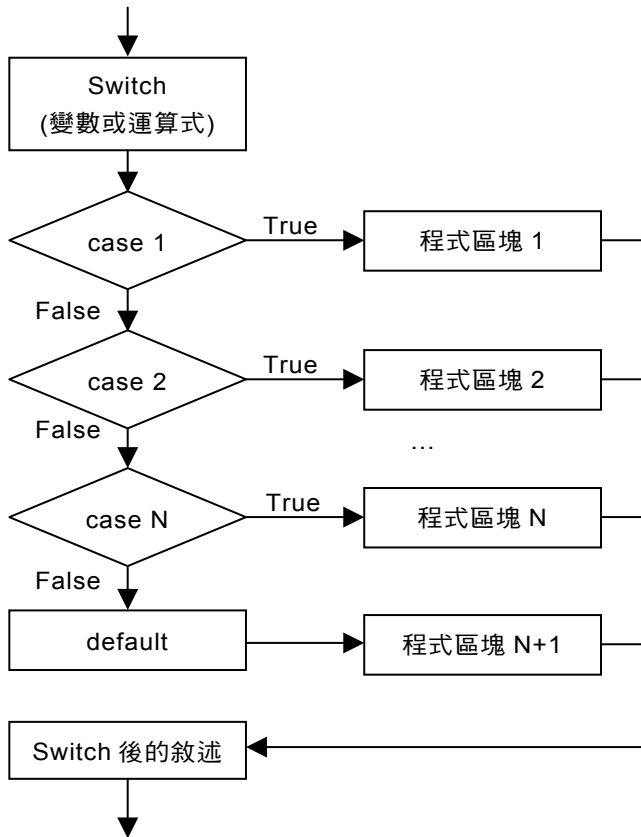 Switch
(變數或運算式)
case 1
True
程式區塊 1
False
case 2
True
程式區塊 2
False
...
case N
True
程式區塊 N
False
default
程式區塊 N+1
Switch 後的敘述